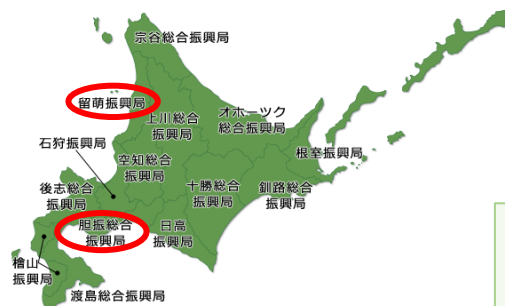 宗谷総合振興局
留萌振興局
上川総合
振興局
オホーツク
総合振興局
石狩振興局
空知総合
振興局
根室振興局
後志総合
振興局
十勝総合
振興局
釧路総合
振興局
胆振総合
振興局
日高
振興局
檜山
振興局
渡島総合振興局